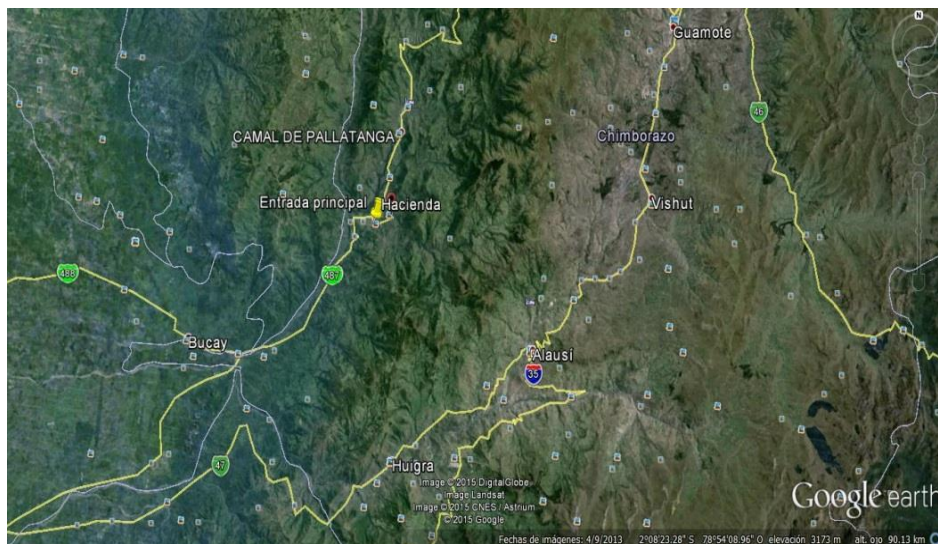 N
Guamote
46
CAMAL DE PALLATANGA
Chimborazo
Entrada principal
Hacienda
Vishut
488
487
Bucay
Alausí
35
47
Huigra
Image © 2015 DigitalGlobe
Image Landsat
Image © 2015 CNES / Astrium
© 2015 Google
Google earth
Fechas de imágenes: 4/9/2013 2°08'23.28" S 78°54'08.96" O elevación 3173 m alt. ojo 90.13 km